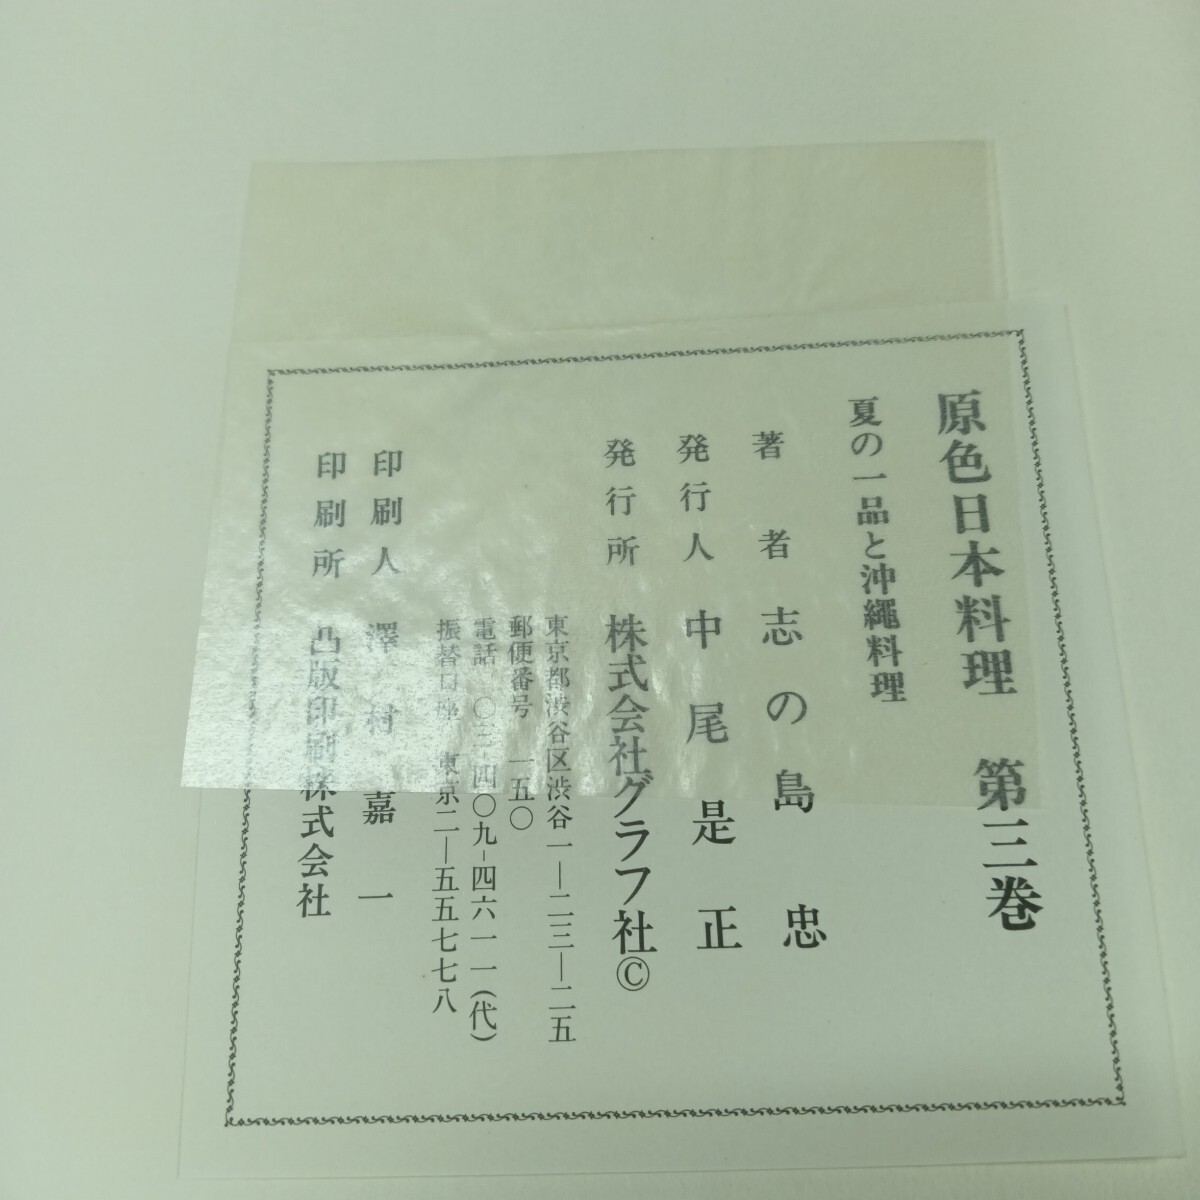 原色日本料理 第三巻
夏の一品と沖繩料理
著者 志の島忠
発行人 中尾是正
発行所 株式会社グラフ社©
東京都渋谷区渋谷一―二三―二五
郵便番号 一五〇
電話 〇三-四〇九-四六一一(代)
振替口座 東京二―五五七七八
印刷人 澤村嘉一
印刷所 凸版印刷株式会社